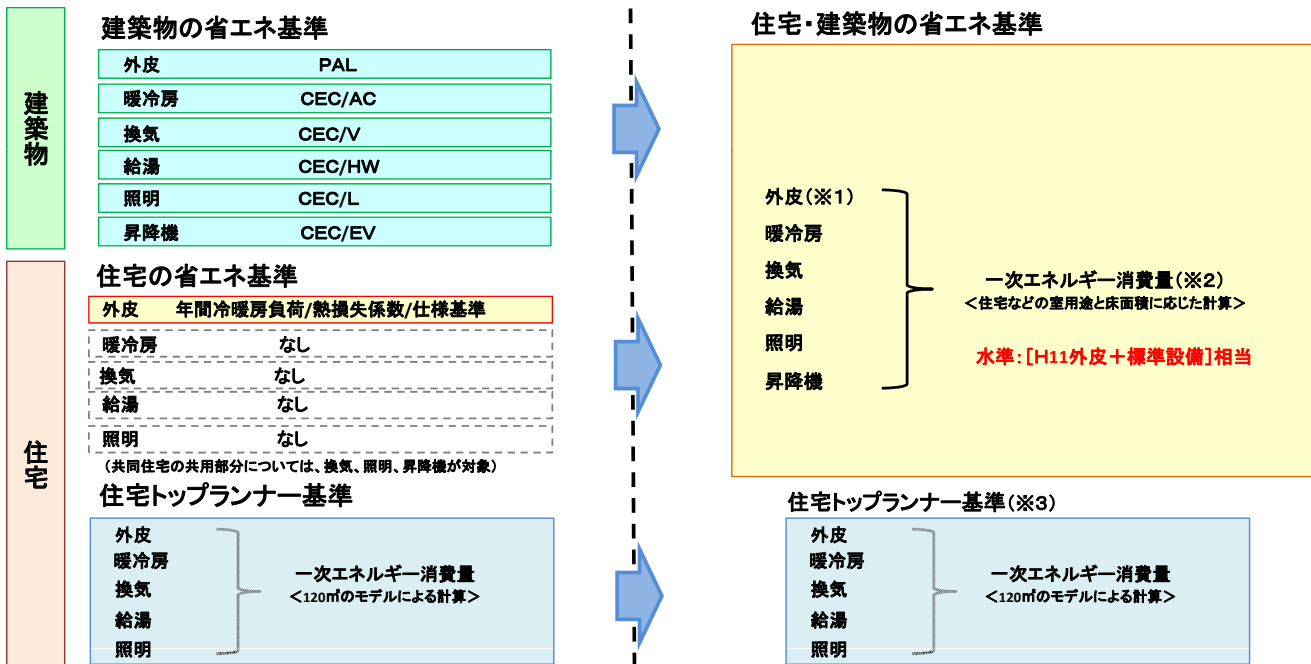 建築物
建築物の省エネ基準
外皮 PAL
暖冷房 CEC/AC
換気 CEC/V
給湯 CEC/HW
照明 CEC/L
昇降機 CEC/EV
住宅
住宅の省エネ基準
外皮 年間冷暖房負荷/熱損失係数/仕様基準
暖冷房 なし
換気 なし
給湯 なし
照明 なし
（共同住宅の共用部分については、換気、照明、昇降機が対象）
住宅トップランナー基準
外皮
暖冷房
換気
給湯
照明
一次エネルギー消費量
＜120㎡のモデルによる計算＞
住宅・建築物の省エネ基準
外皮(※1)
暖冷房
換気
給湯
照明
昇降機
一次エネルギー消費量(※2)
＜住宅などの室用途と床面積に応じた計算＞
水準：[H11外皮＋標準設備]相当
住宅トップランナー基準(※3)
外皮
暖冷房
換気
給湯
照明
一次エネルギー消費量
＜120㎡のモデルによる計算＞